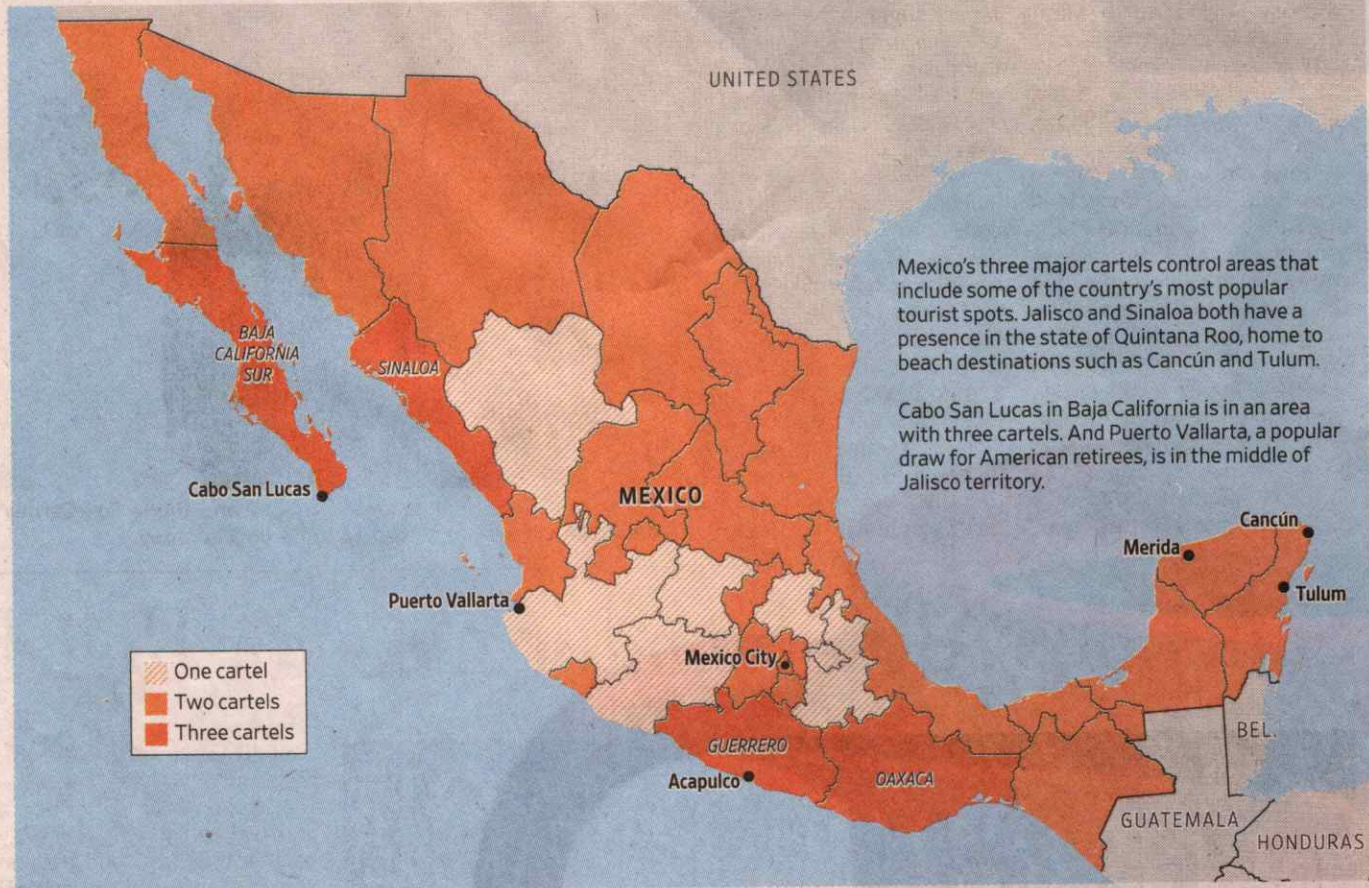 UNITED STATES
Mexico's three major cartels control areas that
include some of the country's most popular
tourist spots. Jalisco and Sinaloa both have a
presence in the state of Quintana Roo, home to
beach destinations such as Cancún and Tulum.
Cabo San Lucas in Baja California is in an area
with three cartels. And Puerto Vallarta, a popular
draw for American retirees, is in the middle of
Jalisco territory.
BAJA
CALIFORNIA
SUR
SINALOA
Cabo San Lucas
MEXICO
Cancún
Merida
Tulum
Puerto Vallarta
Mexico City
One cartel
Two cartels
Three cartels
GUERRERO
Acapulco
OAXACA
BEL.
GUATEMALA
HONDURAS